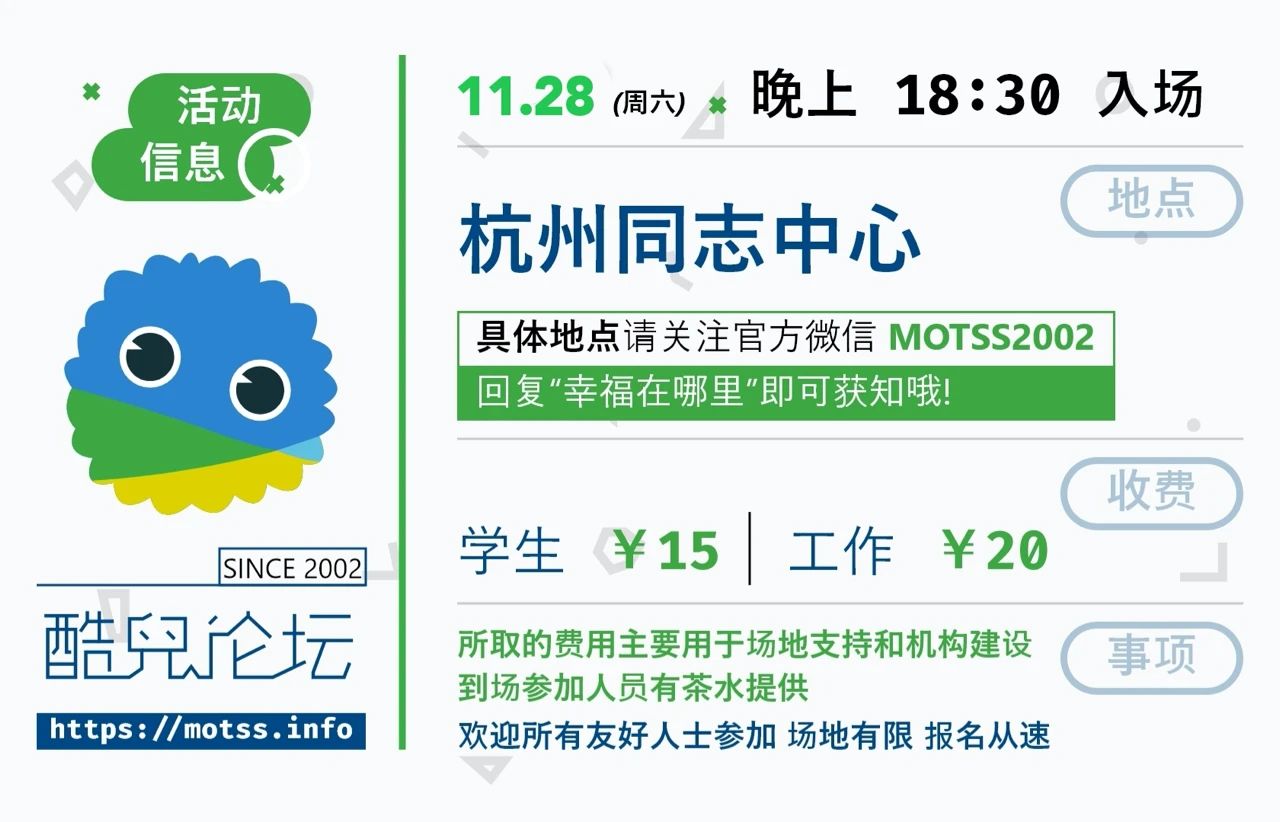 活动
信息
SINCE 2002
酷兒论坛
https://motss.info
11.28 (周六) 晚上 18:30 入场
地点
杭州同志中心
具体地点请关注官方微信 MOTSS2002
回复“幸福在哪里”即可获知哦!
收费
学生 ￥15 | 工作 ￥20
事项
所取的费用主要用于场地支持和机构建设
到场参加人员有茶水提供
欢迎所有友好人士参加 场地有限 报名从速